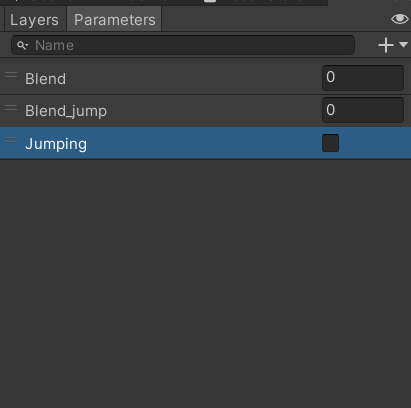 Layers Parameters
Name
Blend 0
Blend_jump 0
Jumping